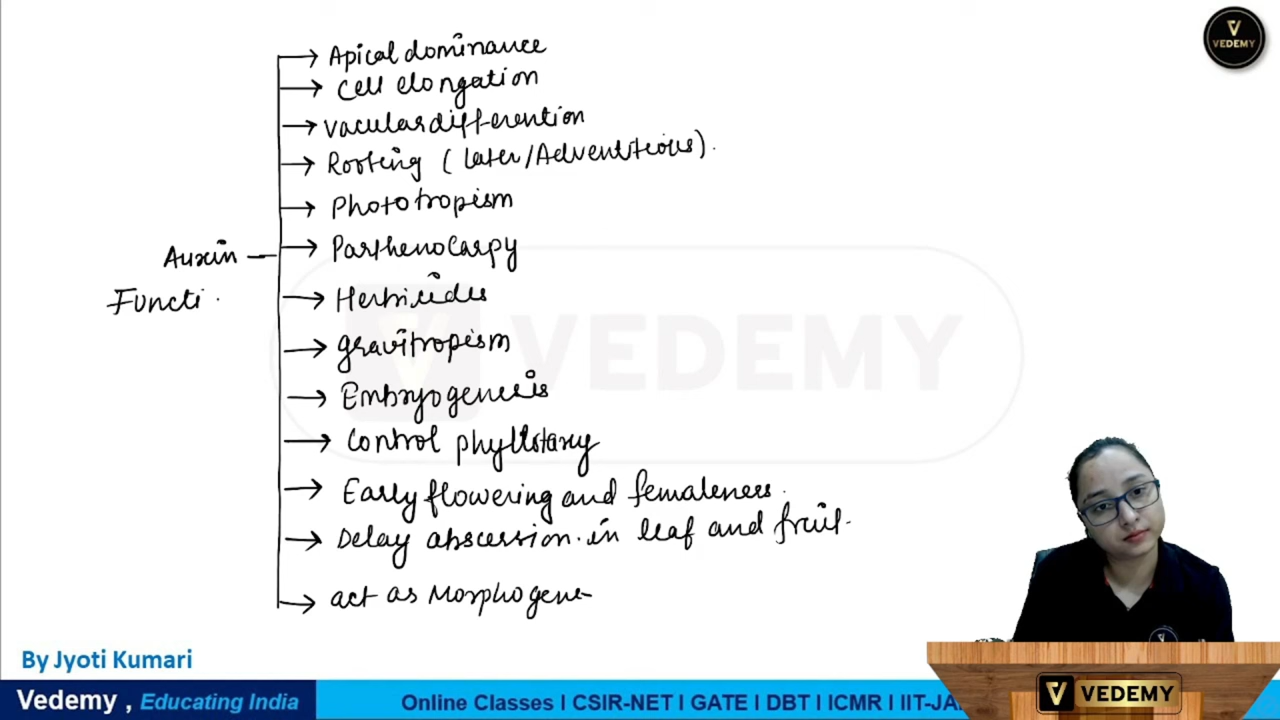 VEDEMY
Apical dominance
Cell elongation
Vacular differention
Rooting (Later/Adventitious).
Phototropism
Auxin
Parthenocarpy
Functi
Herbicides
VEDEMY
gravitropism
Embryogenesis
Control phyllotaxy
Early flowering and femaleness.
Delay abscession. in leaf and fruit.
act as Morphogene
By Jyoti Kumari
VEDEMY
Vedemy , Educating India
Online Classes I CSIR-NET I GATE I DBT I ICMR I IIT-JA